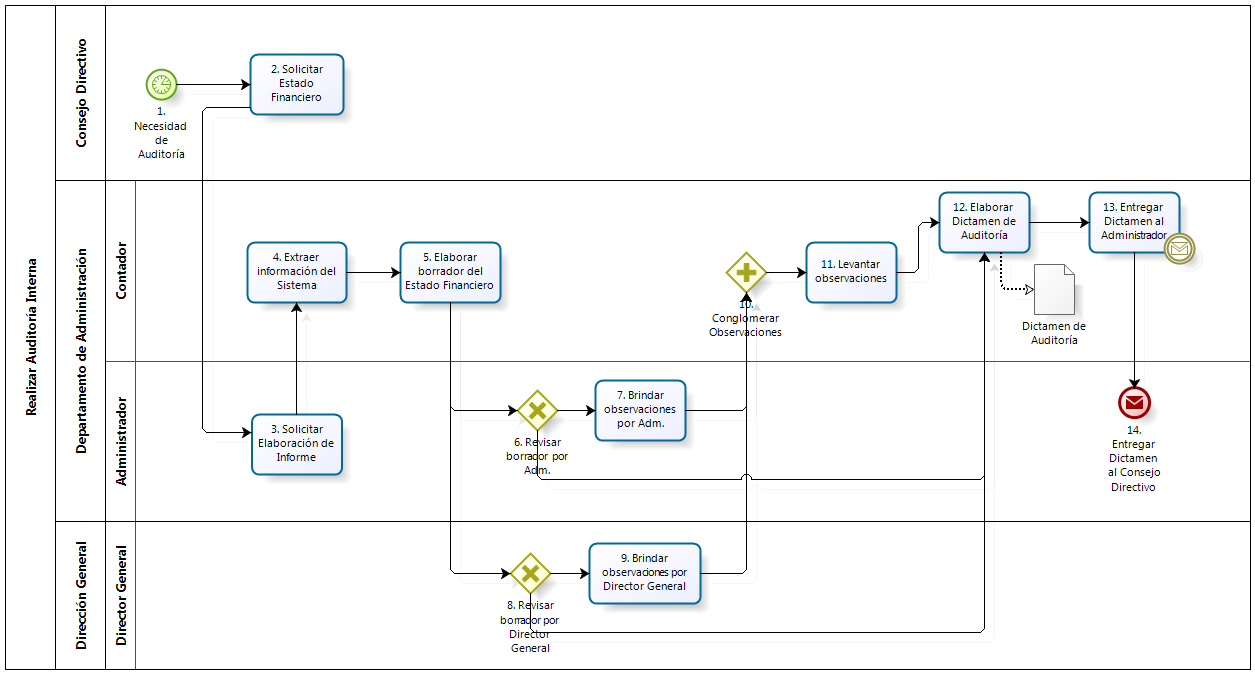 Realizar Auditoría Interna
Consejo Directivo
1.
Necesidad
de
Auditoría
2. Solicitar
Estado
Financiero
Departamento de Administración
Contador
4. Extraer
información del
Sistema
5. Elaborar
borrador del
Estado Financiero
10.
Conglomerar
Observaciones
11. Levantar
observaciones
12. Elaborar
Dictamen de
Auditoría
Dictamen de
Auditoría
13. Entregar
Dictamen al
Administrador
Administrador
3. Solicitar
Elaboración de
Informe
6. Revisar
borrador por
Adm.
7. Brindar
observaciones
por Adm.
14.
Entregar
Dictamen
al Consejo
Directivo
Dirección General
Director General
8. Revisar
borrador por
Director
General
9. Brindar
observaciones por
Director General